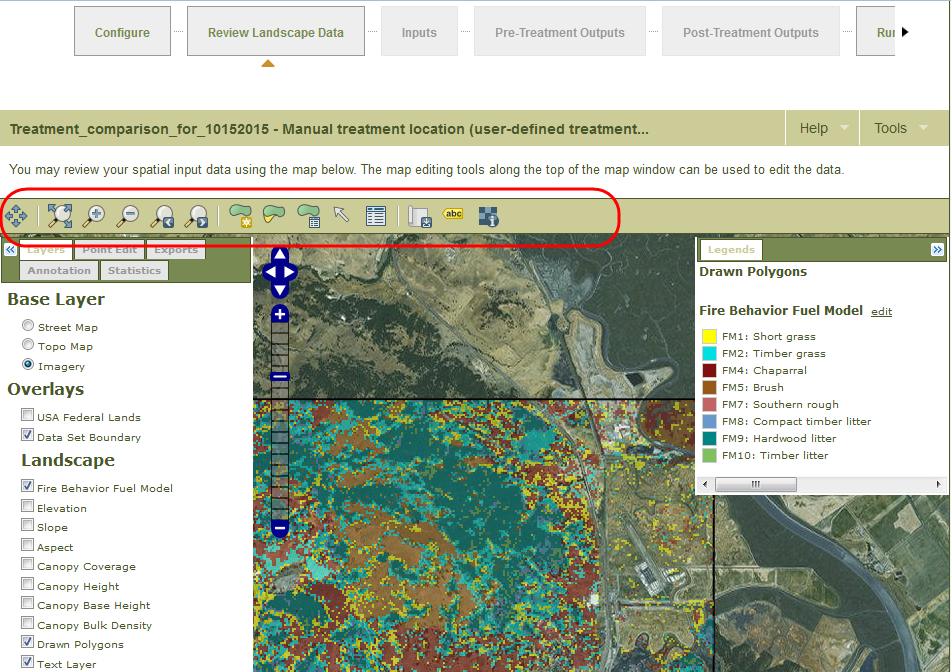 Configure
Review Landscape Data
Inputs
Pre-Treatment Outputs
Post-Treatment Outputs
Treatment_comparison_for_10152015 - Manual treatment location (user-defined treatment...
Help
Tools
You may review your spatial input data using the map below. The map editing tools along the top of the map window can be used to edit the data.
abc
Layers
Point Edit
Exports
Annotation
Statistics
Base Layer
Street Map
Topo Map
Imagery
Overlays
USA Federal Lands
Data Set Boundary
Landscape
Fire Behavior Fuel Model
Elevation
Slope
Aspect
Canopy Coverage
Canopy Height
Canopy Base Height
Canopy Bulk Density
Drawn Polygons
Text Layer
Legends
Drawn Polygons
Fire Behavior Fuel Model edit
FM1: Short grass
FM2: Timber grass
FM4: Chaparral
FM5: Brush
FM7: Southern rough
FM8: Compact timber litter
FM9: Hardwood litter
FM10: Timber litter